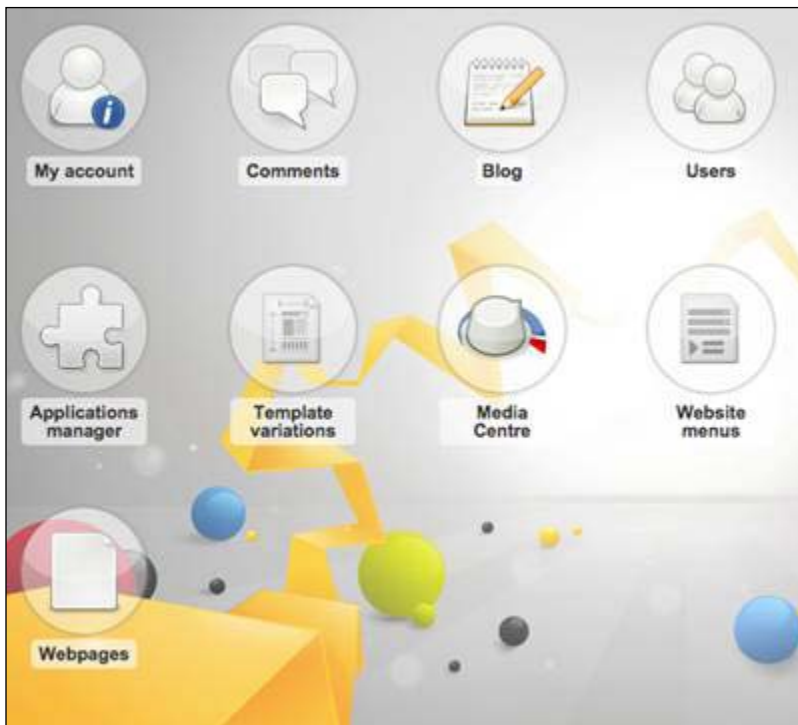 My account
Comments
Blog
Users
Applications
manager
Template
variations
Media
Centre
Website
menus
Webpages